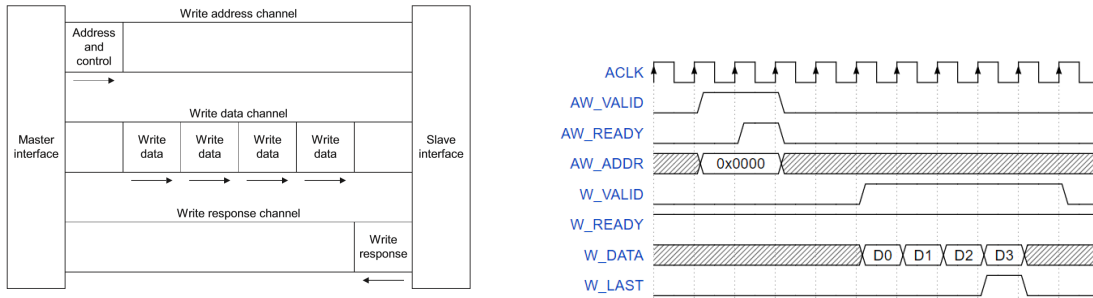 Write address channel
Address
and
control
Write data channel
Master
interface
Write
data
Write
data
Write
data
Write
data
Slave
interface
Write response channel
Write
response
ACLK
AW_VALID
AW_READY
AW_ADDR
0x0000
W_VALID
W_READY
W_DATA
D0
D1
D2
D3
W_LAST